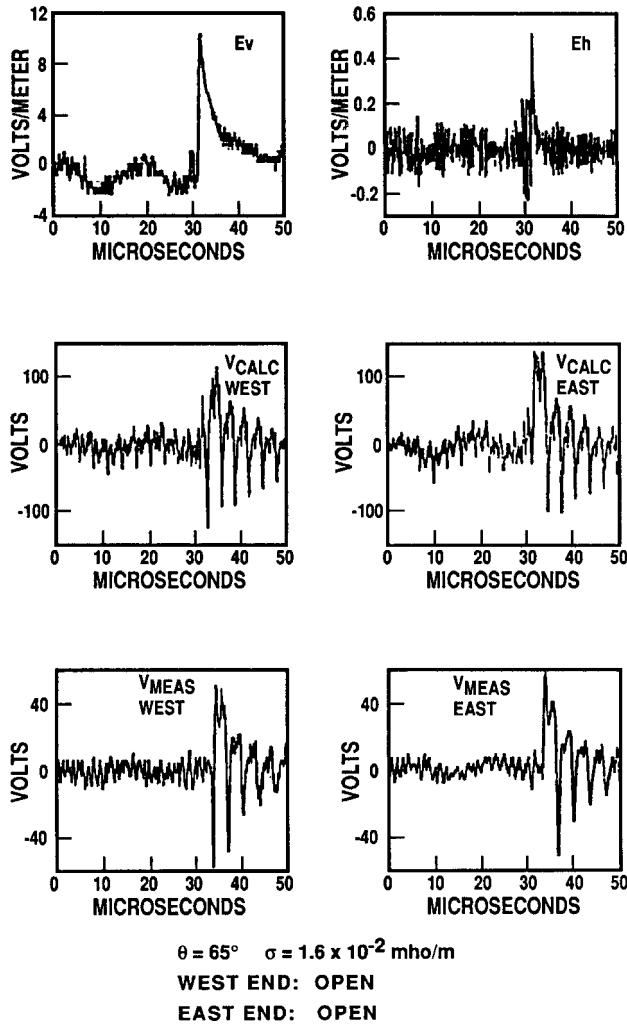 12
8
4
0
-4
VOLTS/METER
Ev
0 10 20 30 40 50
MICROSECONDS
0.6
0.4
0.2
0
-0.2
VOLTS/METER
Eh
0 10 20 30 40 50
MICROSECONDS
100
0
-100
VOLTS
VCALC
WEST
0 10 20 30 40 50
MICROSECONDS
100
0
-100
VOLTS
VCALC
EAST
0 10 20 30 40 50
MICROSECONDS
40
0
-40
VOLTS
VMEAS
WEST
0 10 20 30 40 50
MICROSECONDS
40
0
-40
VOLTS
VMEAS
EAST
0 10 20 30 40 50
MICROSECONDS
θ = 65° σ = 1.6 x 10-2 mho/m
WEST END: OPEN
EAST END: OPEN